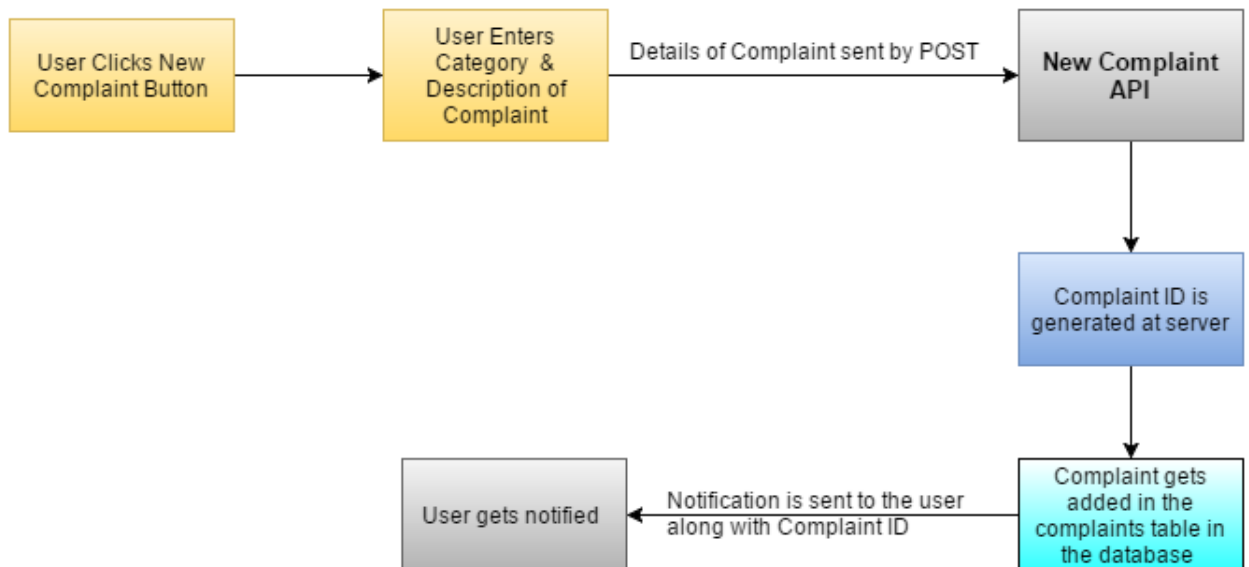 User Clicks New
Complaint Button
User Enters
Category & 
Description of
Complaint
Details of Complaint sent by POST
New Complaint
API
Complaint ID is
generated at server
Complaint gets
added in the
complaints table in
the database
Notification is sent to the user
along with Complaint ID
User gets notified